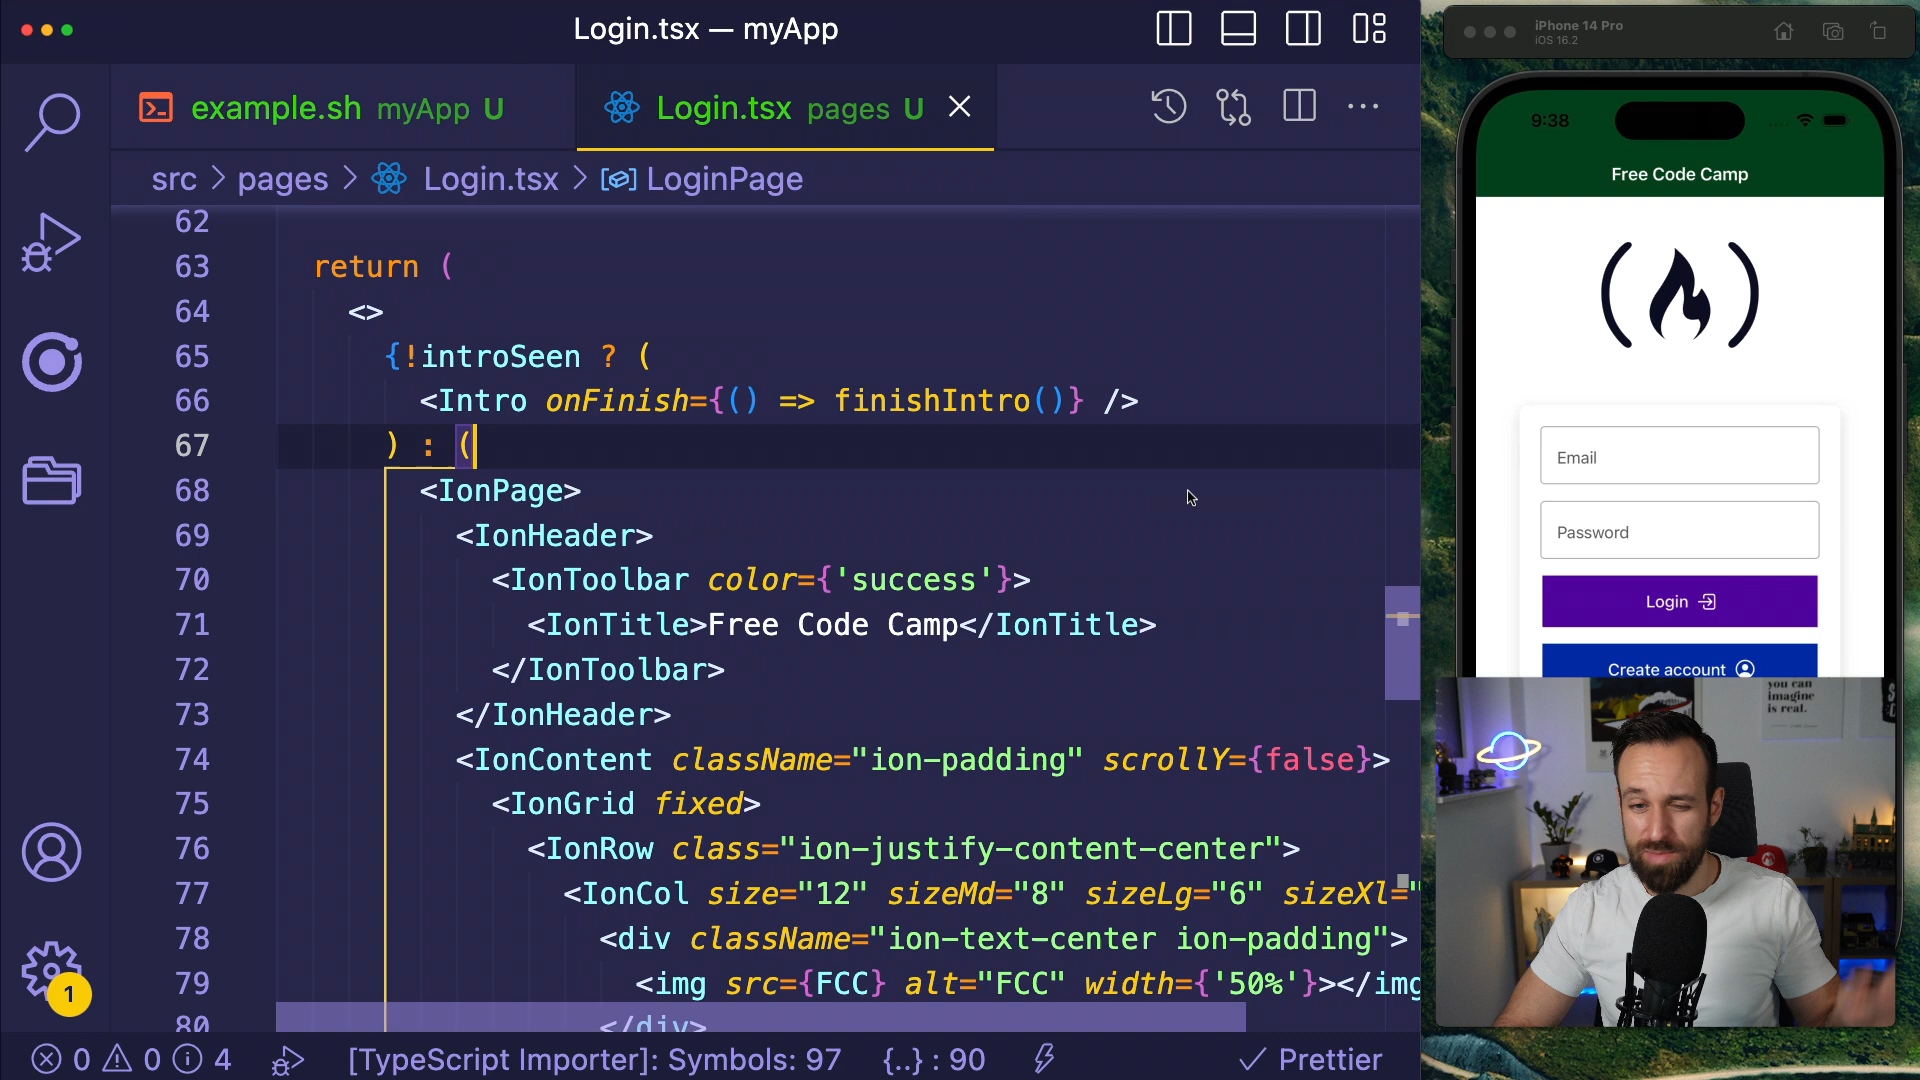 Login.tsx — myApp
example.sh myApp U
Login.tsx pages U
src > pages > Login.tsx > LoginPage
62
63 return (
64 <>
65 {!introSeen ? (
66 <Intro onFinish={() => finishIntro()} />
67 ) : (
68 <IonPage>
69 <IonHeader>
70 <IonToolbar color={'success'}>
71 <IonTitle>Free Code Camp</IonTitle>
72 </IonToolbar>
73 </IonHeader>
74 <IonContent className="ion-padding" scrollY={false}>
75 <IonGrid fixed>
76 <IonRow class="ion-justify-content-center">
77 <IonCol size="12" sizeMd="8" sizeLg="6" sizeXl="
78 <div className="ion-text-center ion-padding">
79 <img src={FCC} alt="FCC" width={'50%'}></img
80 </div>
1
0 0 4 [TypeScript Importer]: Symbols: 97 {..} : 90 Prettier
iPhone 14 Pro
iOS 16.2
9:38
Free Code Camp
Email
Password
Login
Create account
you can
imagine
is real.